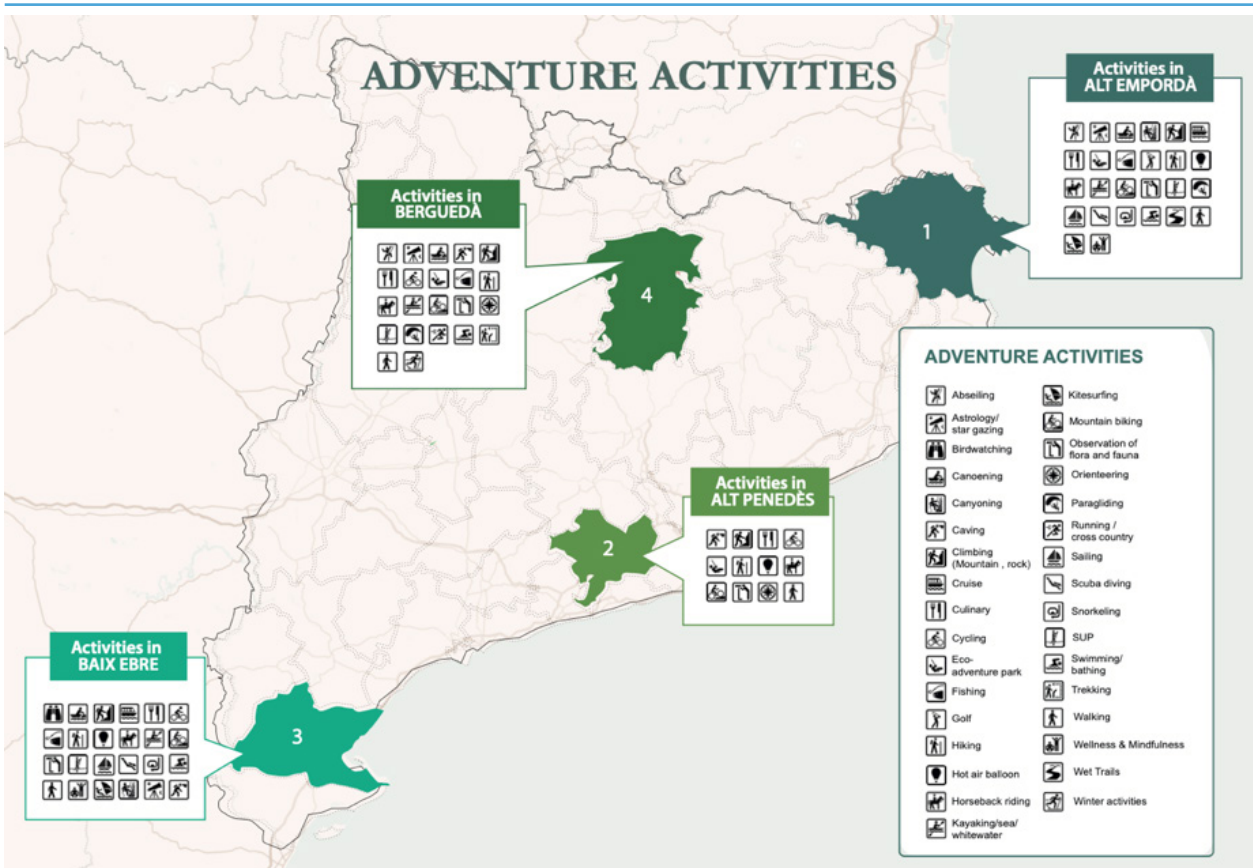 ADVENTURE ACTIVITIES
Activities in
ALT EMPORDÀ
Activities in
BERGUEDÀ
1
4
Activities in
ALT PENEDÈS
2
Activities in
BAIX EBRE
3
ADVENTURE ACTIVITIES
Abseiling
Astrology/
star gazing
Birdwatching
Canoening
Canyoning
Caving
Climbing
(Mountain , rock)
Cruise
Culinary
Cycling
Eco-
adventure park
Fishing
Golf
Hiking
Hot air balloon
Horseback riding
Kayaking/sea/
whitewater
Kitesurfing
Mountain biking
Observation of
flora and fauna
Orienteering
Paragliding
Running /
cross country
Sailing
Scuba diving
Snorkeling
SUP
Swimming/
bathing
Trekking
Walking
Wellness & Mindfulness
Wet Trails
Winter activities